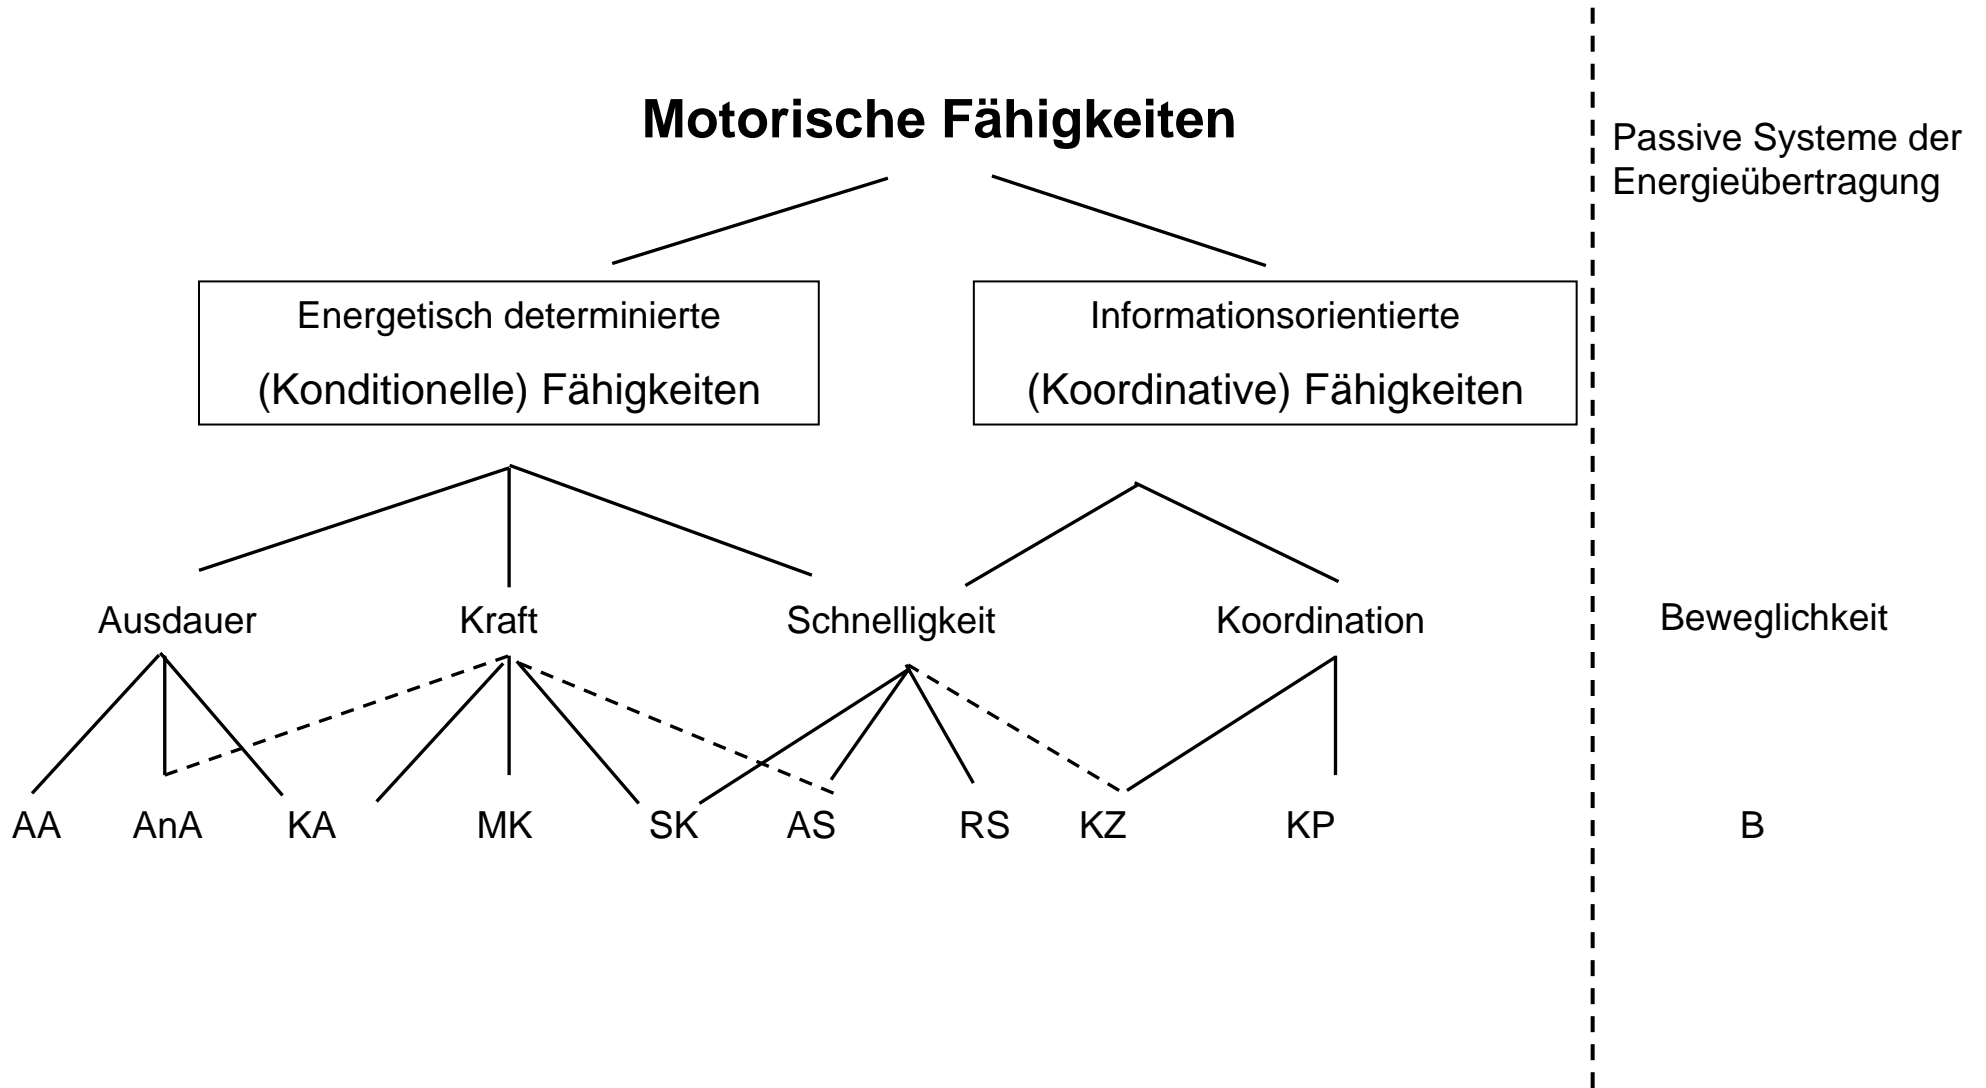 Motorische Fähigkeiten
Passive Systeme der
Energieübertragung
Energetisch determinierte
(Konditionelle) Fähigkeiten
Informationsorientierte
(Koordinative) Fähigkeiten
Ausdauer
Kraft
Schnelligkeit
Koordination
Beweglichkeit
AA
AnA
KA
MK
SK
AS
RS
KZ
KP
B